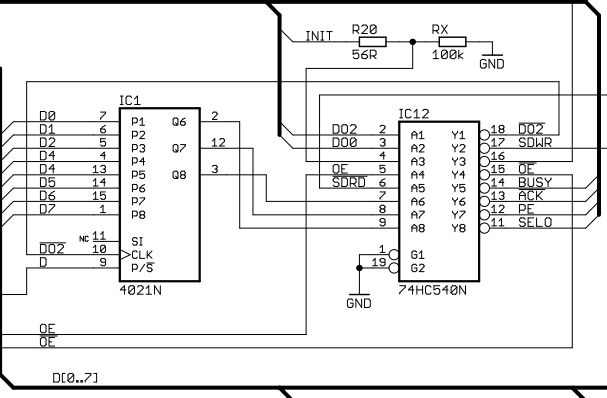 INIT
R20
56R
RX
100k
GND
IC1
D0 7 P1 Q6 2
D1 6 P2
D2 5 P3 Q7 12
D4 4 P4
D4 13 P5 Q8 3
D5 14 P6
D6 15 P7
D7 1 P8
NC 11 SI
DO2 10 CLK
D 9 P/S
4021N
IC12
DO2 2 A1 Y1 18 DO2
DO0 3 A2 Y2 17 SDWR
4 A3 Y3 16
OE 5 A4 Y4 15 OE
SDRD 6 A5 Y5 14 BUSY
7 A6 Y6 13 ACK
8 A7 Y7 12 PE
9 A8 Y8 11 SELO
1 G1
19 G2
GND
74HC540N
OE
OE
D[0..7]